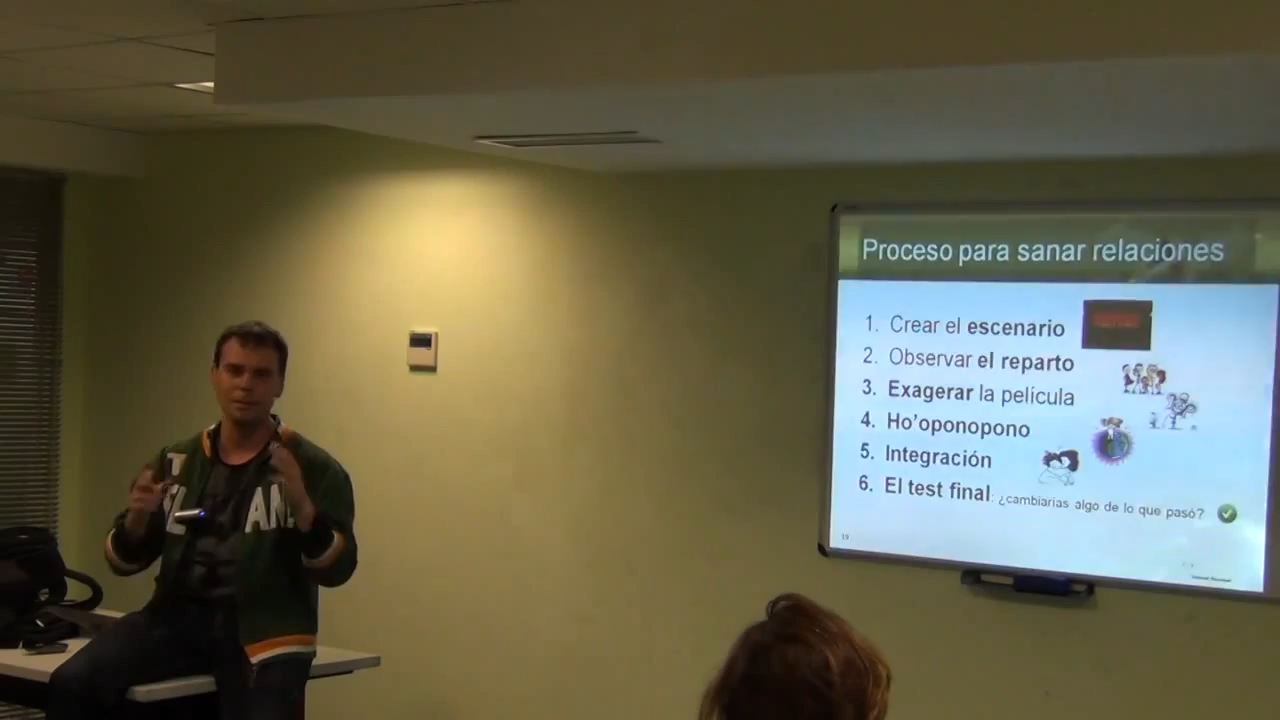 Proceso para sanar relaciones
1. Crear el escenario
2. Observar el reparto
3. Exagerar la película
4. Ho'oponopono
5. Integración
6. El test final: ¿cambiarias algo de lo que pasó?